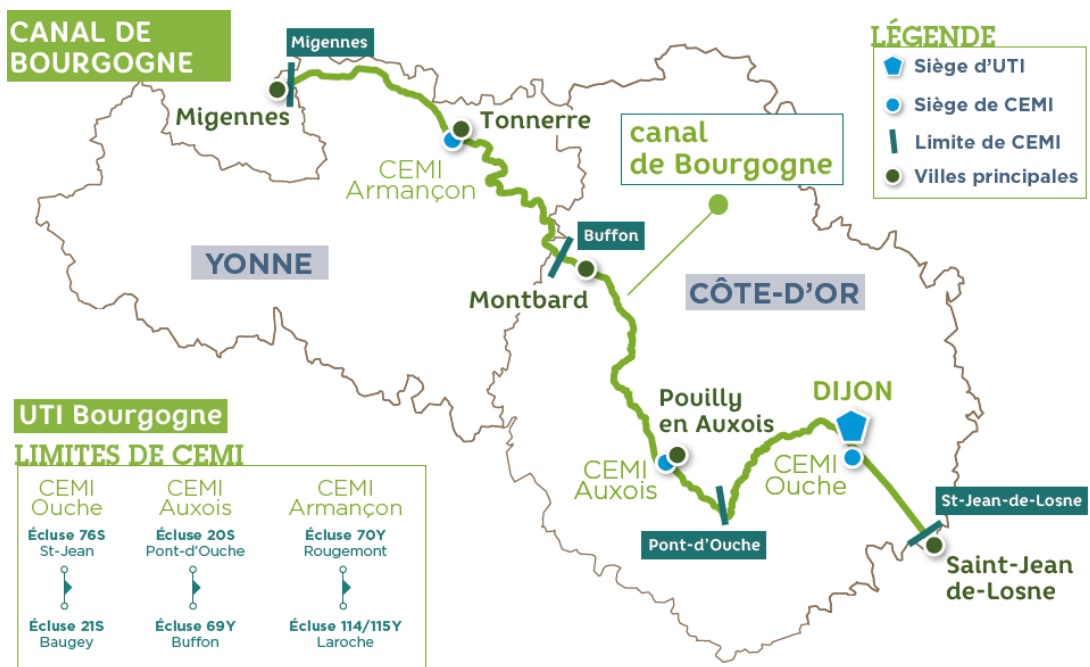 CANAL DE
BOURGOGNE
Migennes
Migennes
Tonnerre
CEMI
Armançon
canal
de Bourgogne
LÉGENDE
Siège d'UTI
Siège de CEMI
Limite de CEMI
Villes principales
YONNE
Buffon
Montbard
CÔTE-D'OR
Pouilly
en Auxois
DIJON
CEMI
Auxois
CEMI
Ouche
Pont-d'Ouche
St-Jean-de-Losne
Saint-Jean
de-Losne
UTI Bourgogne
LIMITES DE CEMI
CEMI
Ouche
Écluse 76S
St-Jean
Écluse 21S
Baugey
CEMI
Auxois
Écluse 20S
Pont-d'Ouche
Écluse 69Y
Buffon
CEMI
Armançon
Écluse 70Y
Rougemont
Écluse 114/115Y
Laroche